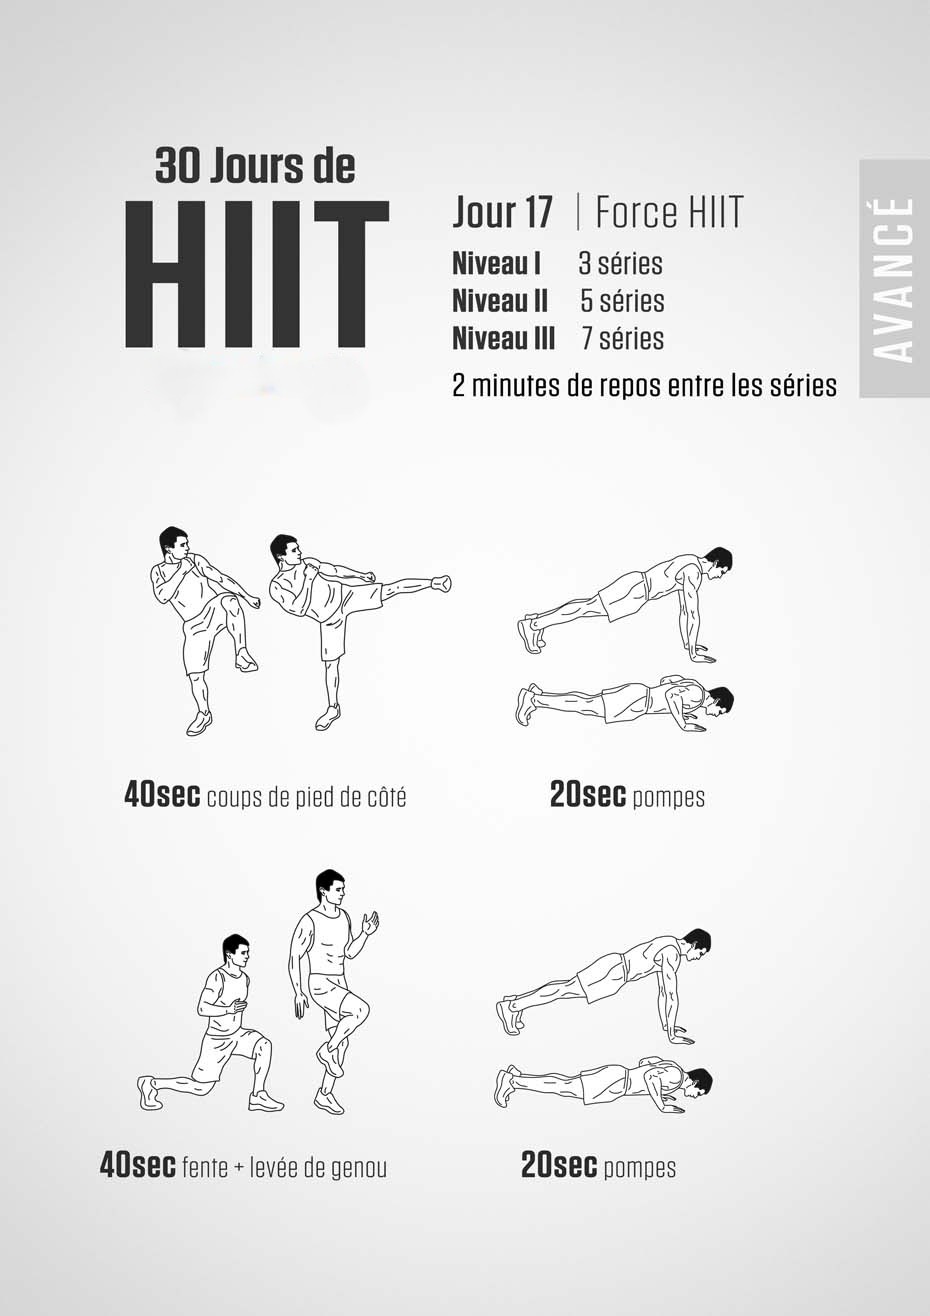 30 Jours de
HIIT
Jour 17 | Force HIIT
Niveau I 3 séries
Niveau II 5 séries
Niveau III 7 séries
2 minutes de repos entre les séries
AVANCÉ
40sec coups de pied de côté
20sec pompes
40sec fente + levée de genou
20sec pompes